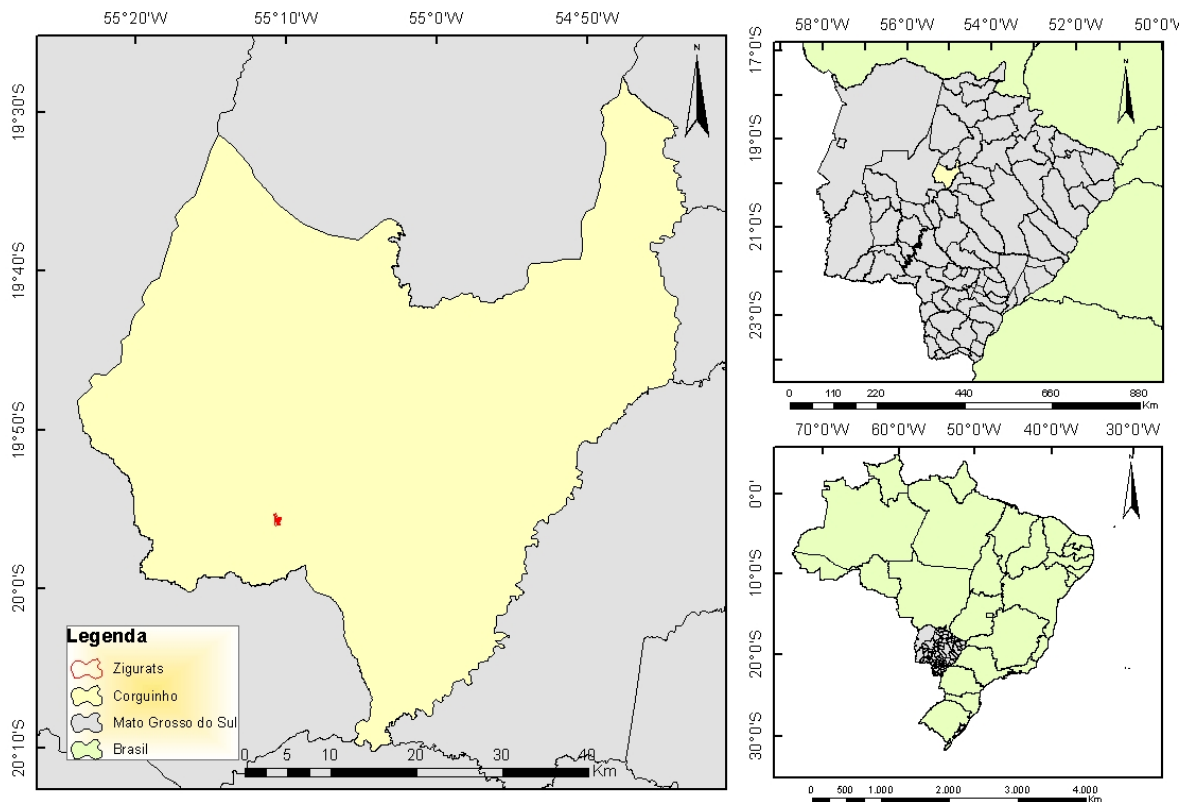 55°20'W 55°10'W 55°0'W 54°50'W
19°30'S
19°40'S
19°50'S
20°0'S
20°10'S
N
Legenda
Zigurats
Corguinho
Mato Grosso do Sul
Brasil
0 5 10 20 30 40
Km
58°0'W 56°0'W 54°0'W 52°0'W 50°0'W
17°0'S
19°0'S
21°0'S
23°0'S
N
0 110 220 440 660 880
Km
70°0'W 60°0'W 50°0'W 40°0'W 30°0'W
0°0'
10°0'S
20°0'S
30°0'S
N
0 500 1.000 2.000 3.000 4.000
Km